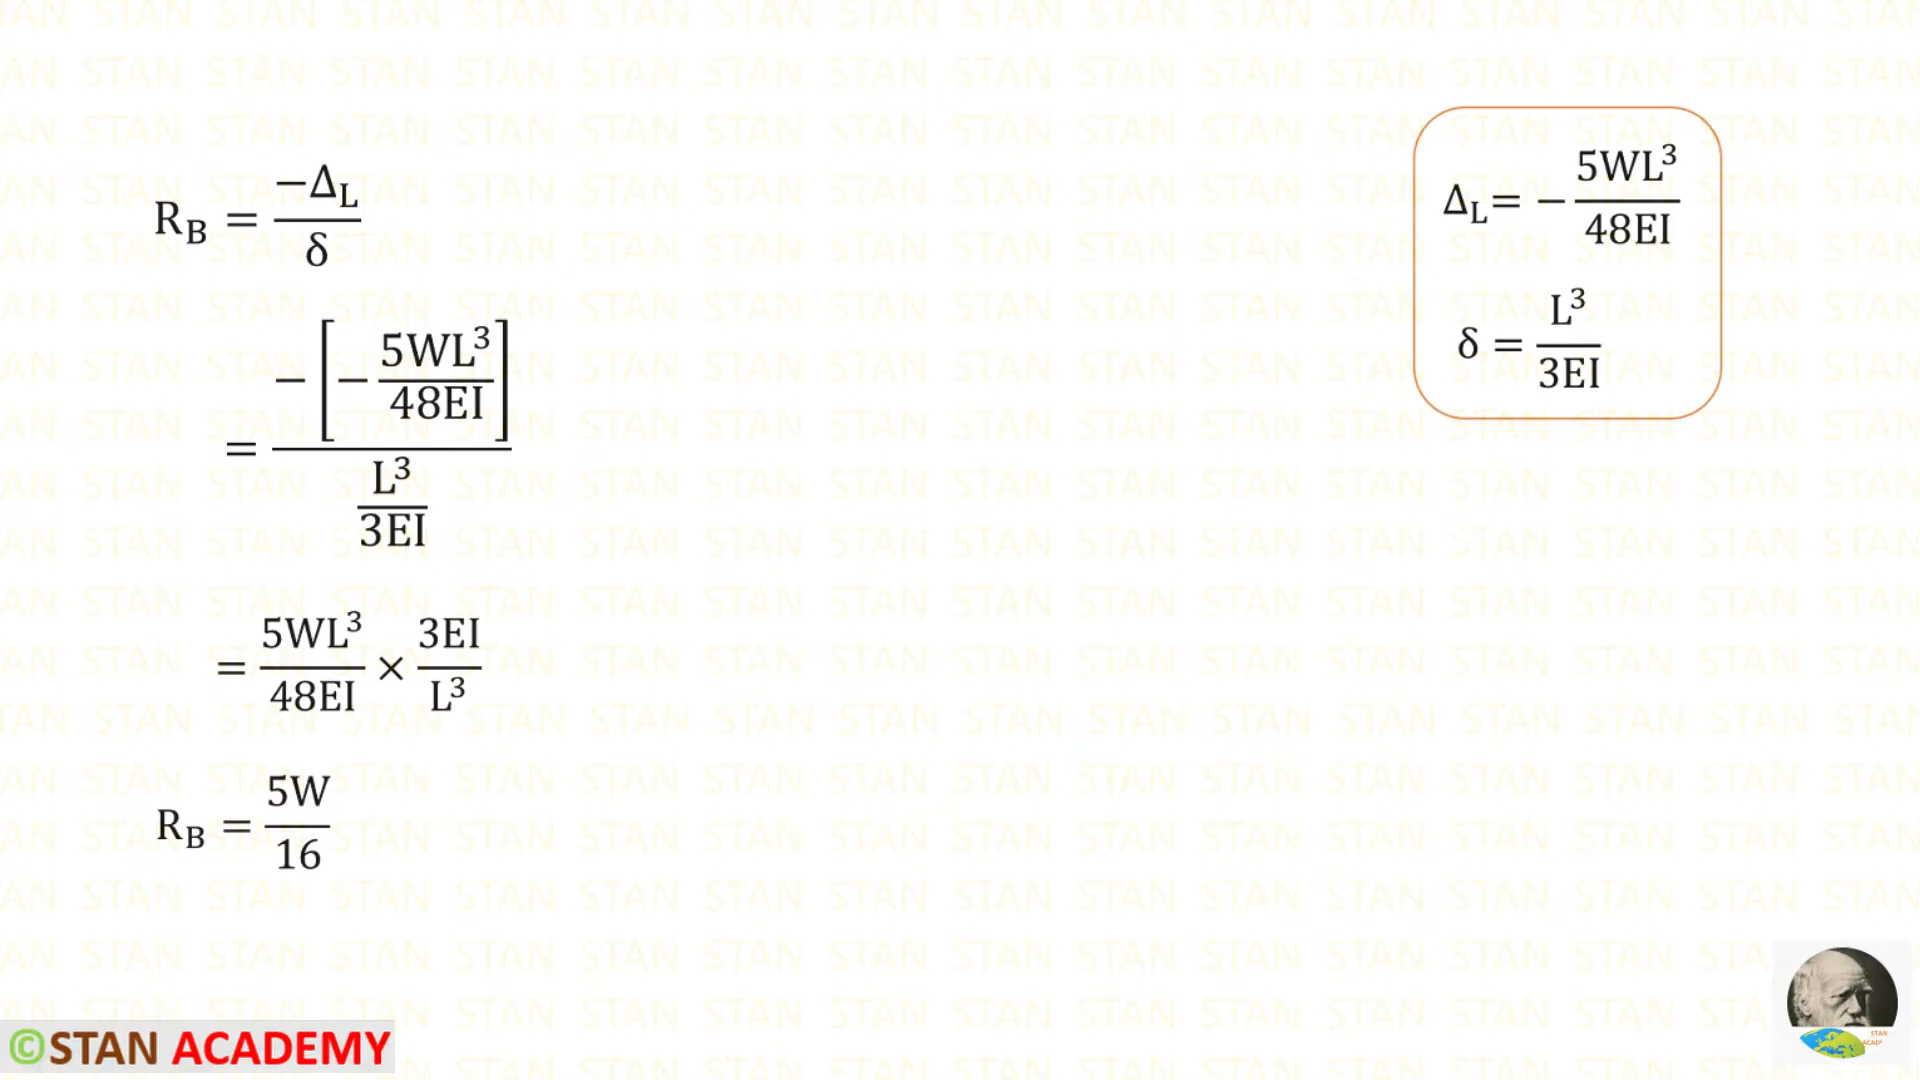 R_B = −Δ_L / δ
= −[−5WL³ / 48EI] / (L³ / 3EI)
= 5WL³ / 48EI × 3EI / L³
R_B = 5W / 16
Δ_L = − 5WL³ / 48EI
δ = L³ / 3EI
©STAN ACADEMY
STAN